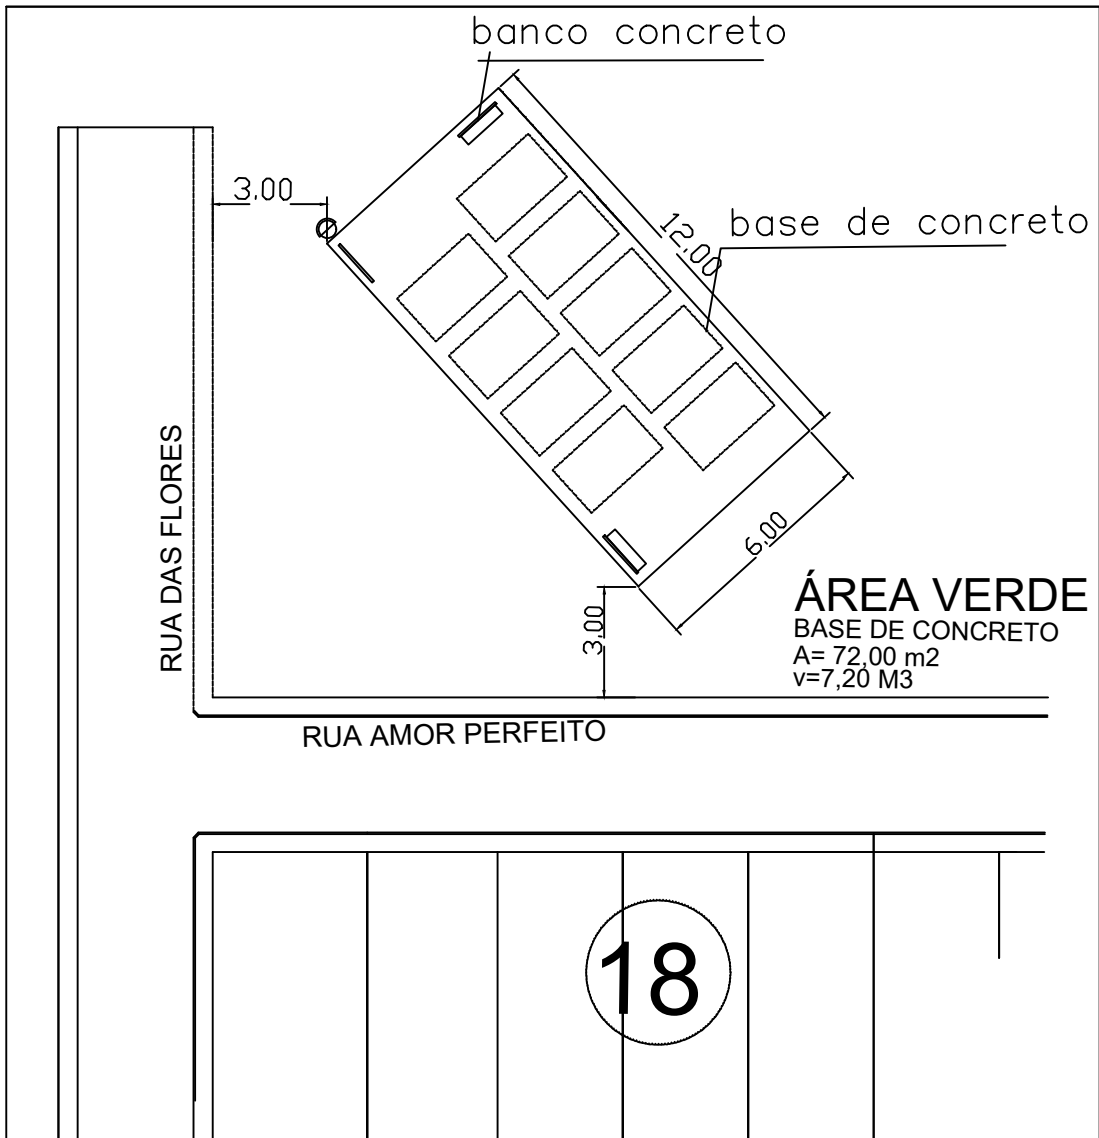 banco concreto
3,00
base de concreto
12,00
RUA DAS FLORES
6,00
3,00
ÁREA VERDE
BASE DE CONCRETO
A= 72,00 m2
v=7,20 M3
RUA AMOR PERFEITO
18